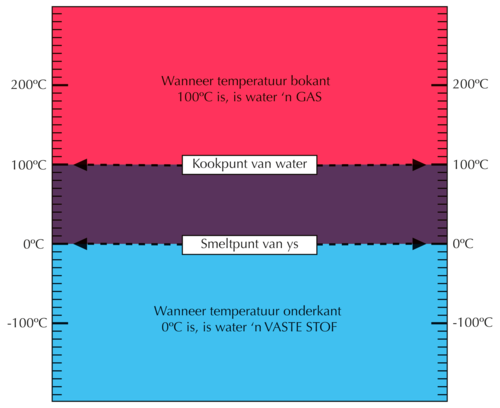 Wanneer temperatuur bokant
100ºC is, is water ‘n GAS
200ºC
200ºC
100ºC
Kookpunt van water
100ºC
0ºC
Smeltpunt van ys
0ºC
Wanneer temperatuur onderkant
0ºC is, is water ‘n VASTE STOF
-100ºC
-100ºC